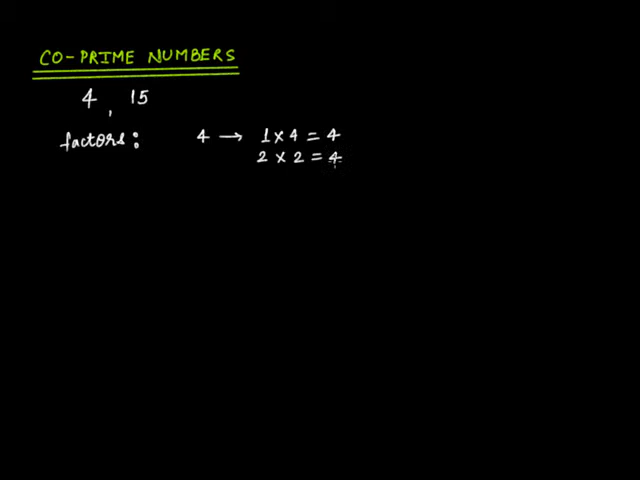 CO-PRIME NUMBERS
4 , 15
factors: 4 → 1 × 4 = 4
2 × 2 = 4